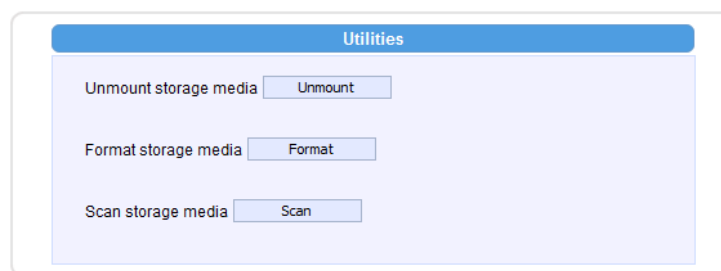 Utilities
Unmount storage media Unmount
Format storage media Format
Scan storage media Scan